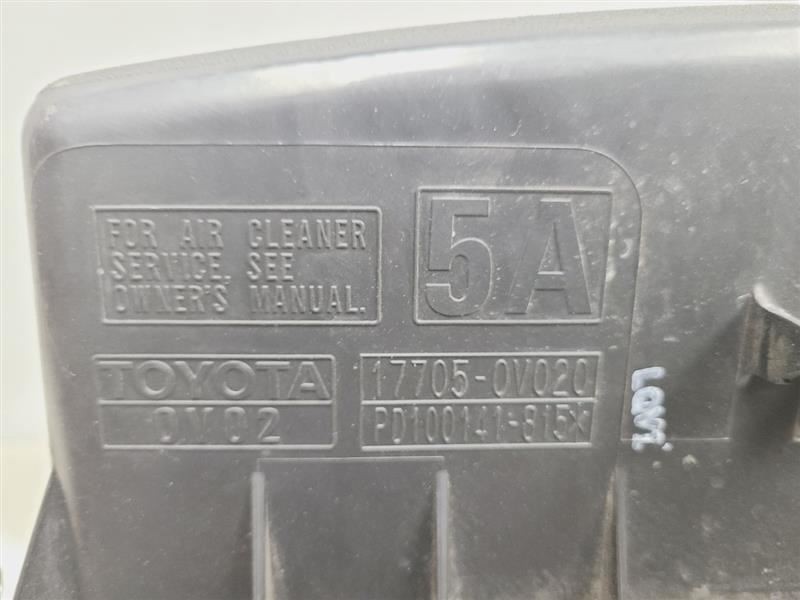 FOR AIR CLEANER
SERVICE. SEE
OWNER'S MANUAL.
5A
TOYOTA
0V02
17705-0V020
PD100141-815X